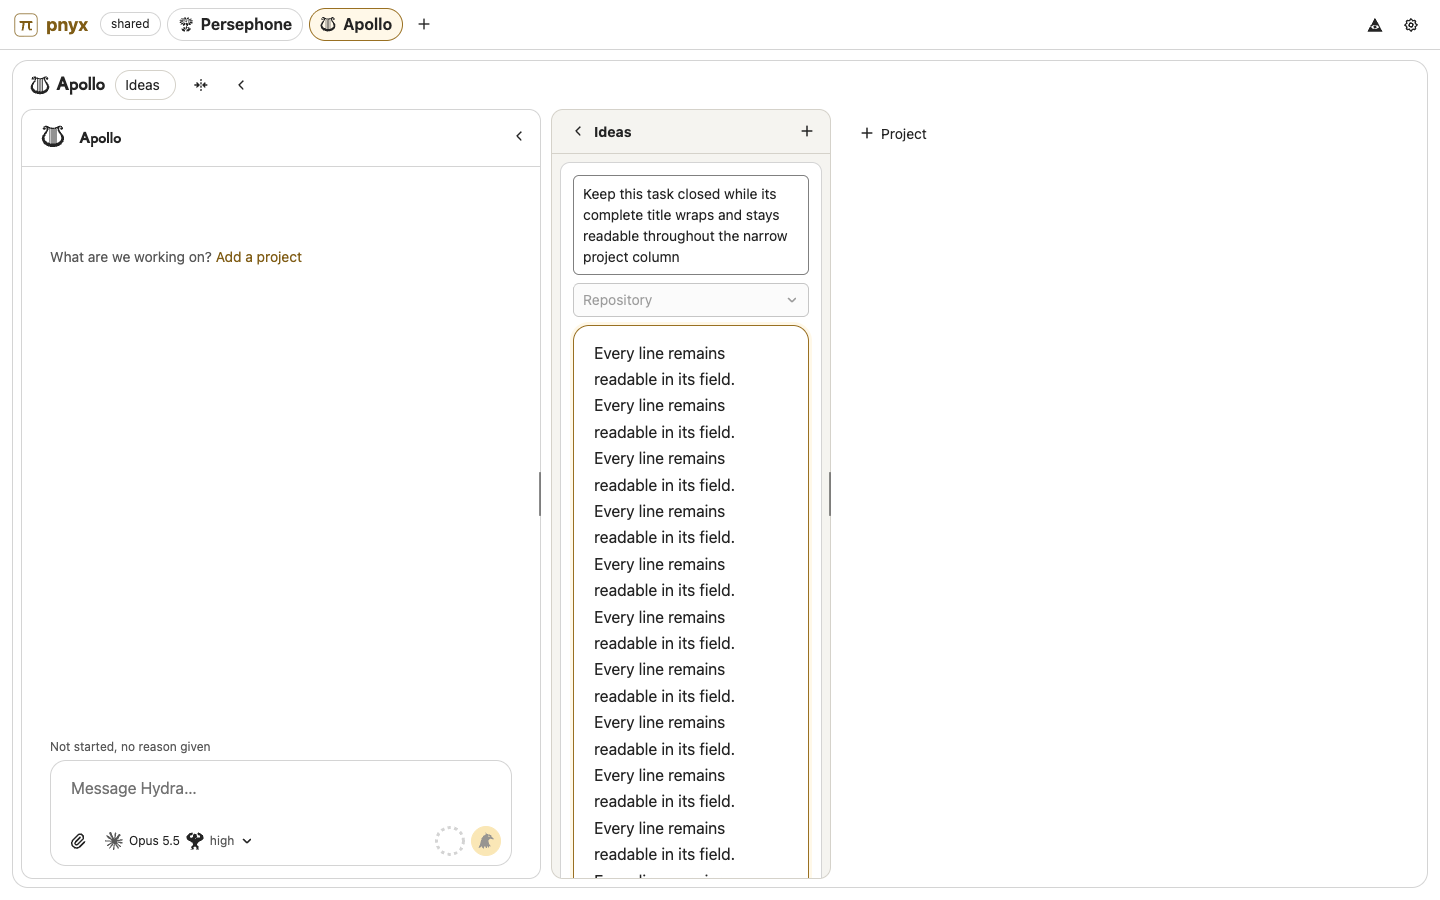 π pnyx
shared
Persephone
Apollo
Apollo
Ideas
Apollo
What are we working on? Add a project
Not started, no reason given
Message Hydra...
Opus 5.5
high
Ideas
Keep this task closed while its
complete title wraps and stays
readable throughout the narrow
project column
Repository
Every line remains
readable in its field.
Every line remains
readable in its field.
Every line remains
readable in its field.
Every line remains
readable in its field.
Every line remains
readable in its field.
Every line remains
readable in its field.
Every line remains
readable in its field.
Every line remains
readable in its field.
Every line remains
readable in its field.
Every line remains
readable in its field.
+ Project